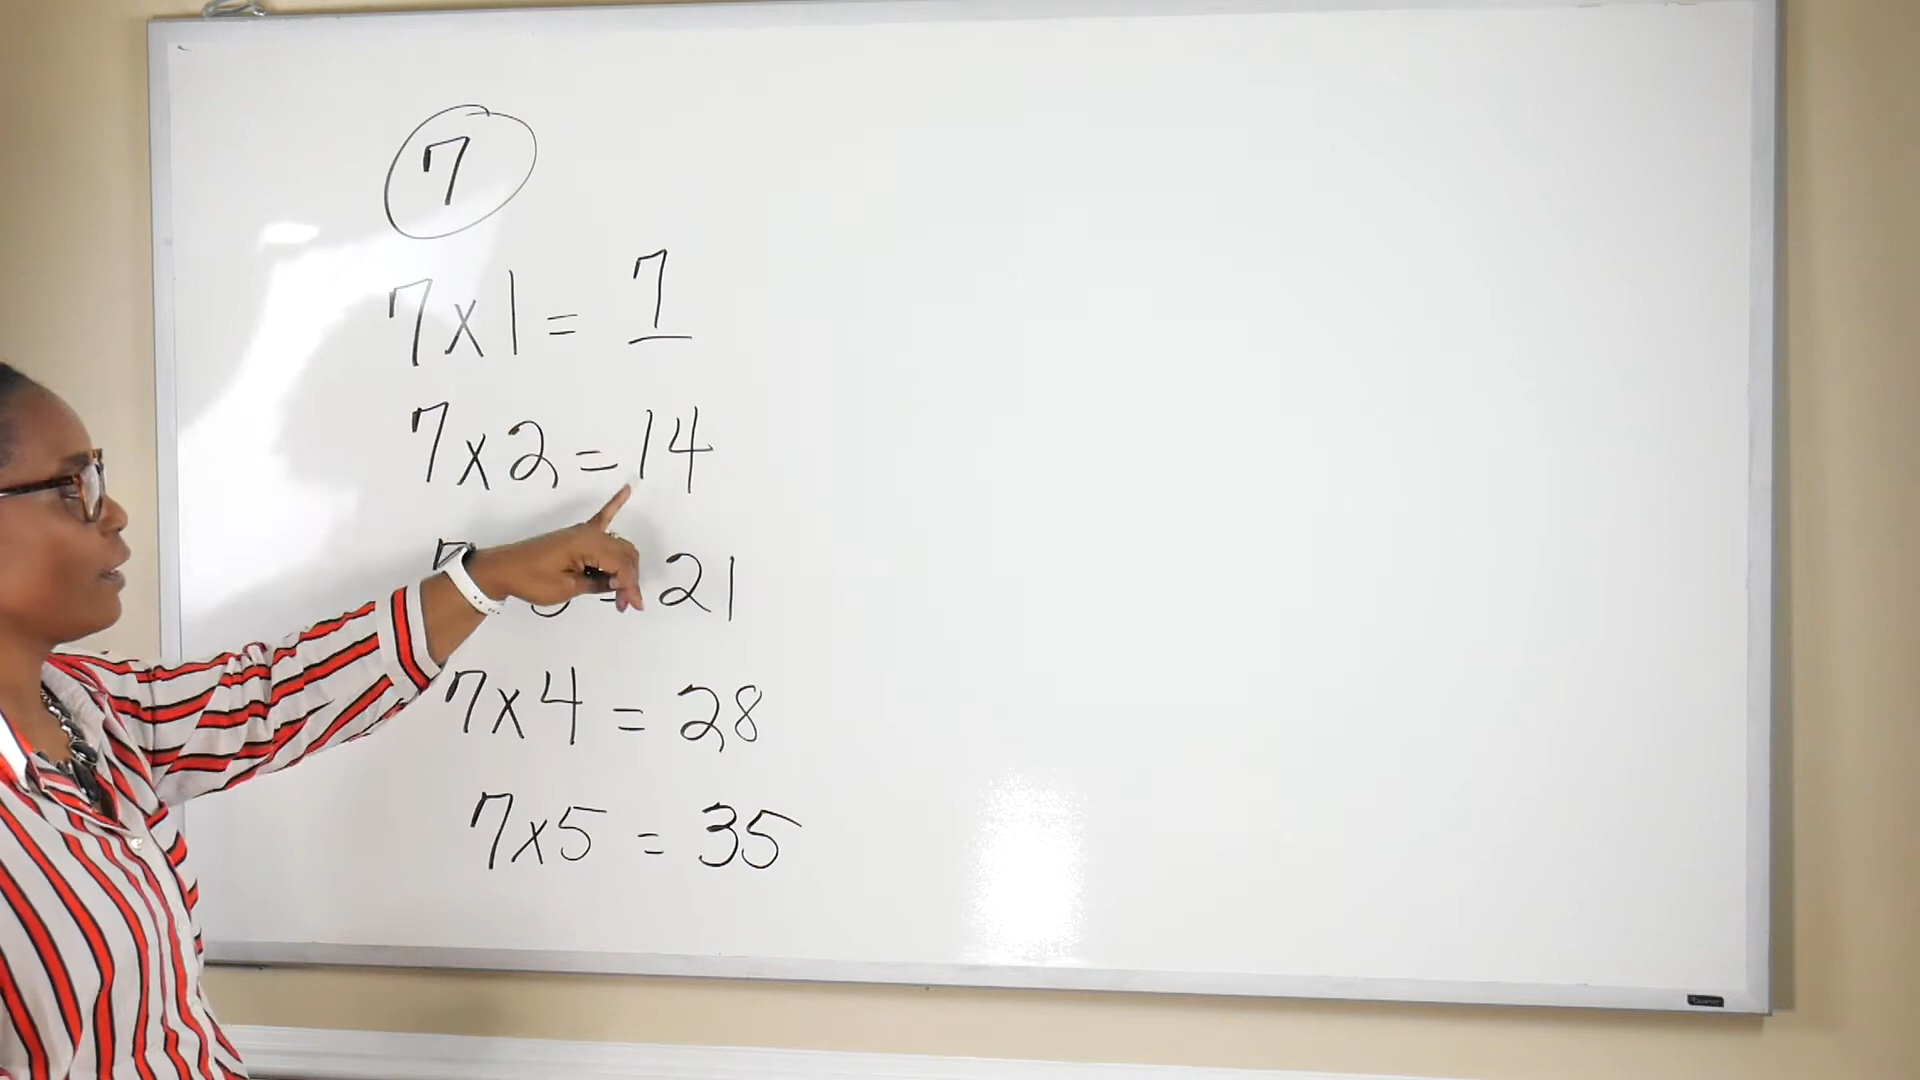 7
7x1 = 7
7x2 = 14
= 21
7x4 = 28
7x5 = 35